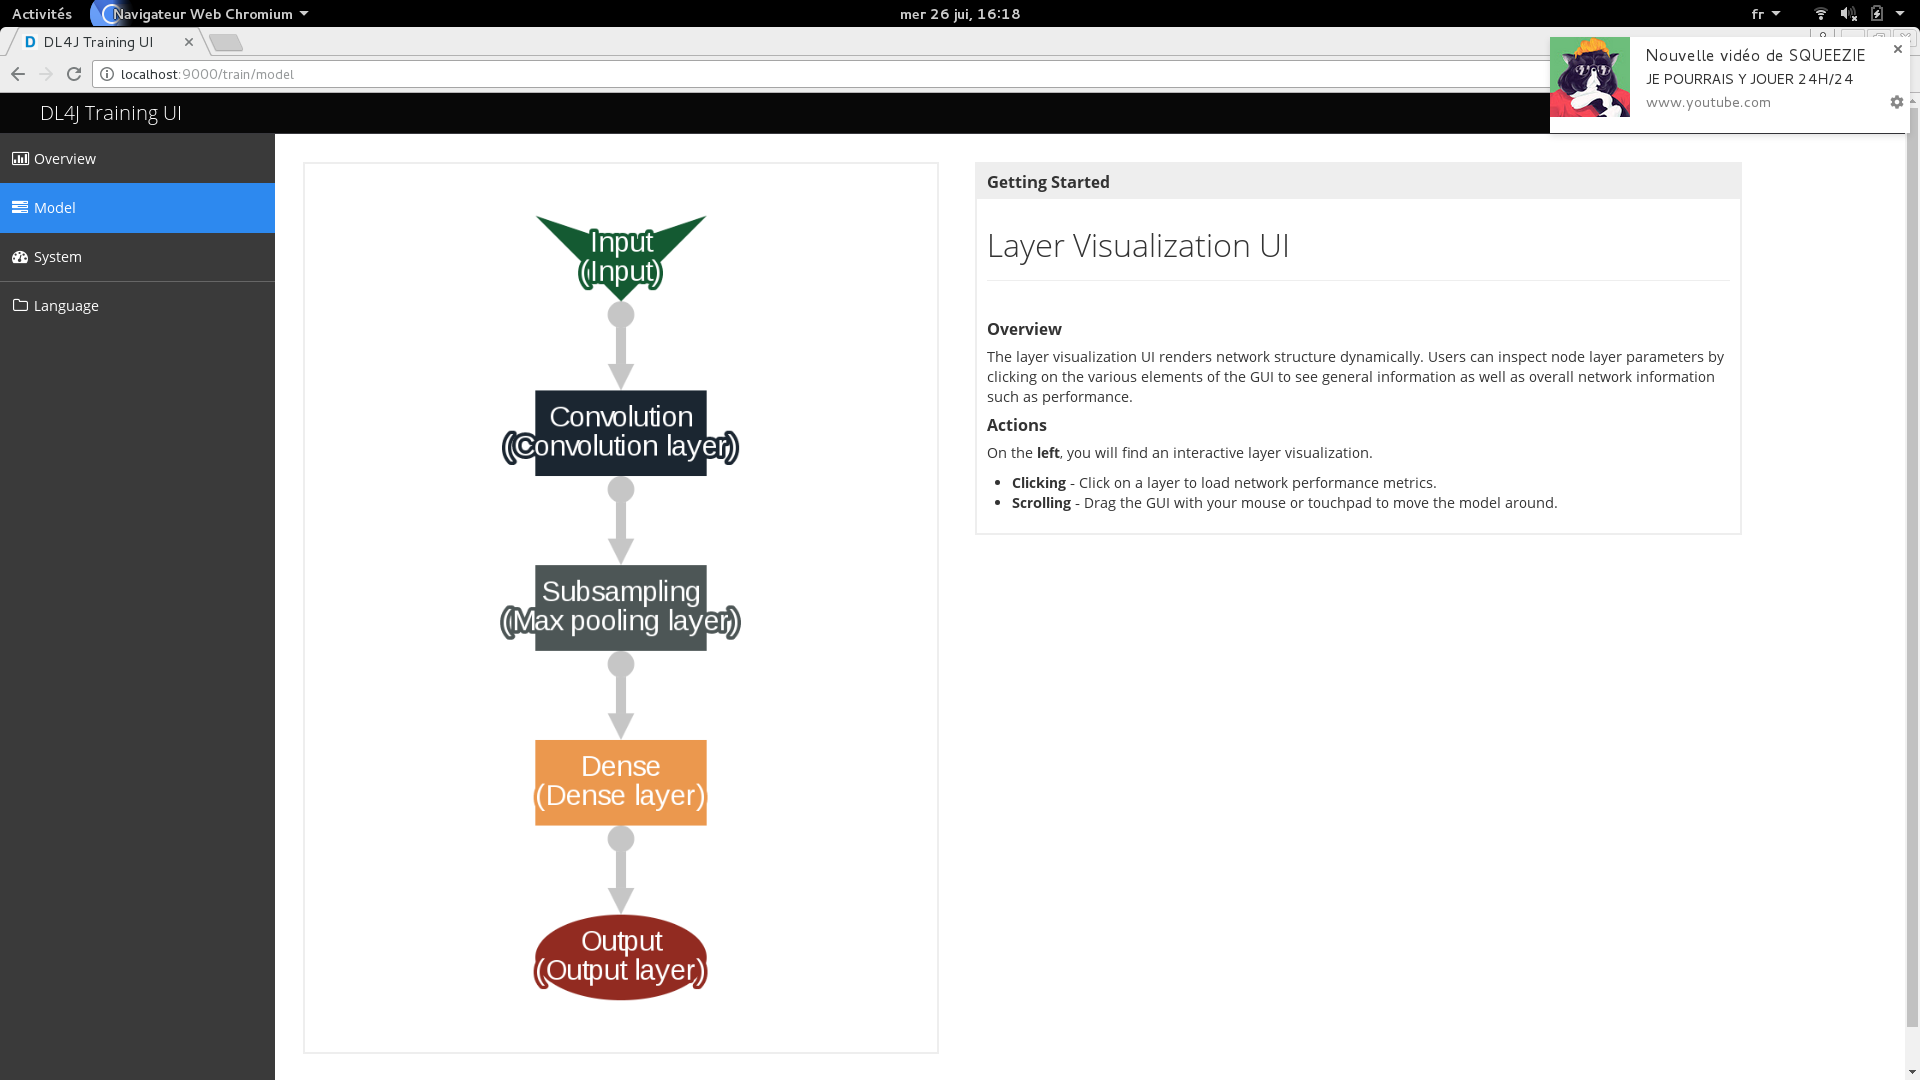 Activités
Navigateur Web Chromium
mer 26 jui, 16:18
fr
DL4J Training UI
localhost:9000/train/model
Nouvelle vidéo de SQUEEZIE
JE POURRAIS Y JOUER 24H/24
www.youtube.com
DL4J Training UI
Overview
Model
System
Language
Input
(Input)
Convolution
(Convolution layer)
Subsampling
(Max pooling layer)
Dense
(Dense layer)
Output
(Output layer)
Getting Started
Layer Visualization UI
Overview
The layer visualization UI renders network structure dynamically. Users can inspect node layer parameters by
clicking on the various elements of the GUI to see general information as well as overall network information
such as performance.
Actions
On the left, you will find an interactive layer visualization.
• Clicking - Click on a layer to load network performance metrics.
• Scrolling - Drag the GUI with your mouse or touchpad to move the model around.